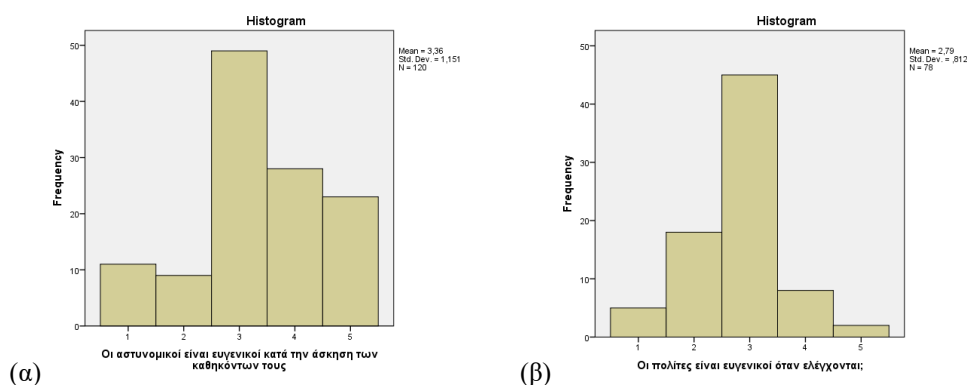 Histogram
Mean = 3,36
Std. Dev. = 1,151
N = 120
Frequency
50
40
30
20
10
0
1 2 3 4 5
Οι αστυνομικοί είναι ευγενικοί κατά την άσκηση των
καθηκόντων τους
(α)
Histogram
Mean = 2,79
Std. Dev. = ,812
N = 78
Frequency
50
40
30
20
10
0
1 2 3 4 5
Οι πολίτες είναι ευγενικοί όταν ελέγχονται;
(β)